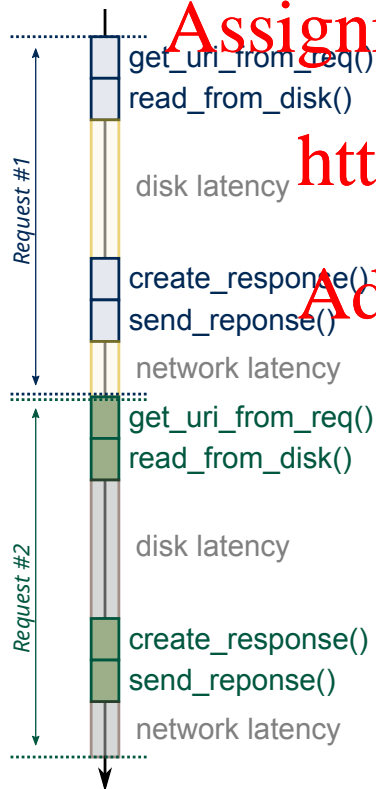 Assign
get_uri_from_req()
read_from_disk()
Request #1
disk latency
htt
create_response()
Ad
send_reponse()
network latency
get_uri_from_req()
read_from_disk()
Request #2
disk latency
create_response()
send_reponse()
network latency